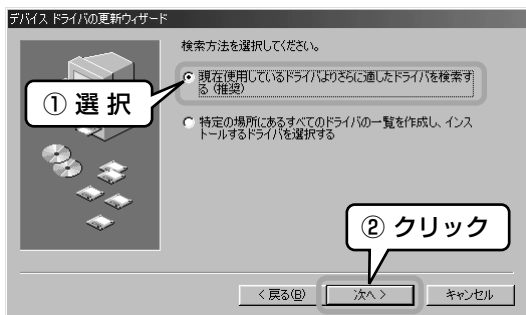 デバイス ドライバの更新ウィザード
検索方法を選択してください。
現在使用しているドライバよりさらに適したドライバを検索す
る（推奨）
① 選 択
特定の場所にあるすべてのドライバの一覧を作成し、インス
トールするドライバを選択する
② クリック
< 戻る(B)
次へ >
キャンセル